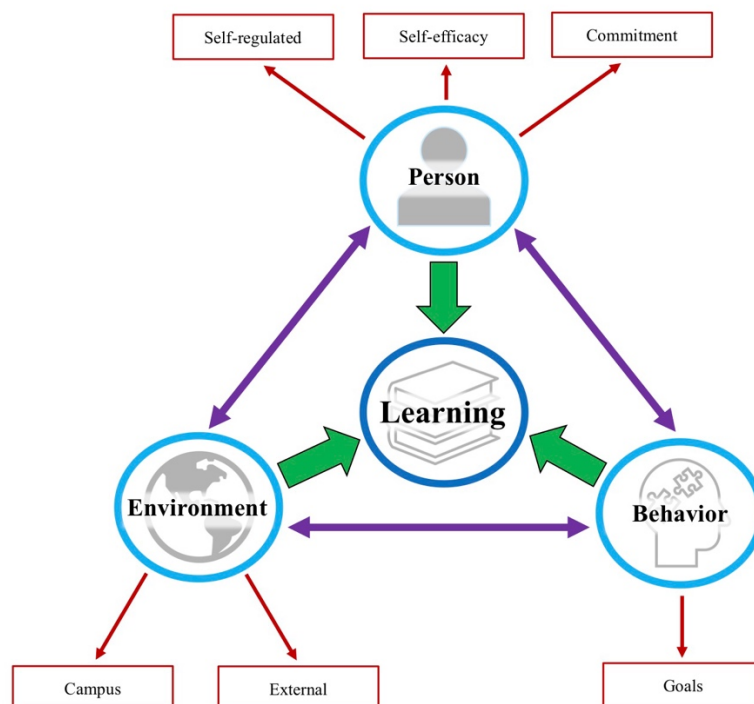 Self-regulated
Self-efficacy
Commitment
Person
Learning
Environment
Behavior
Campus
External
Goals